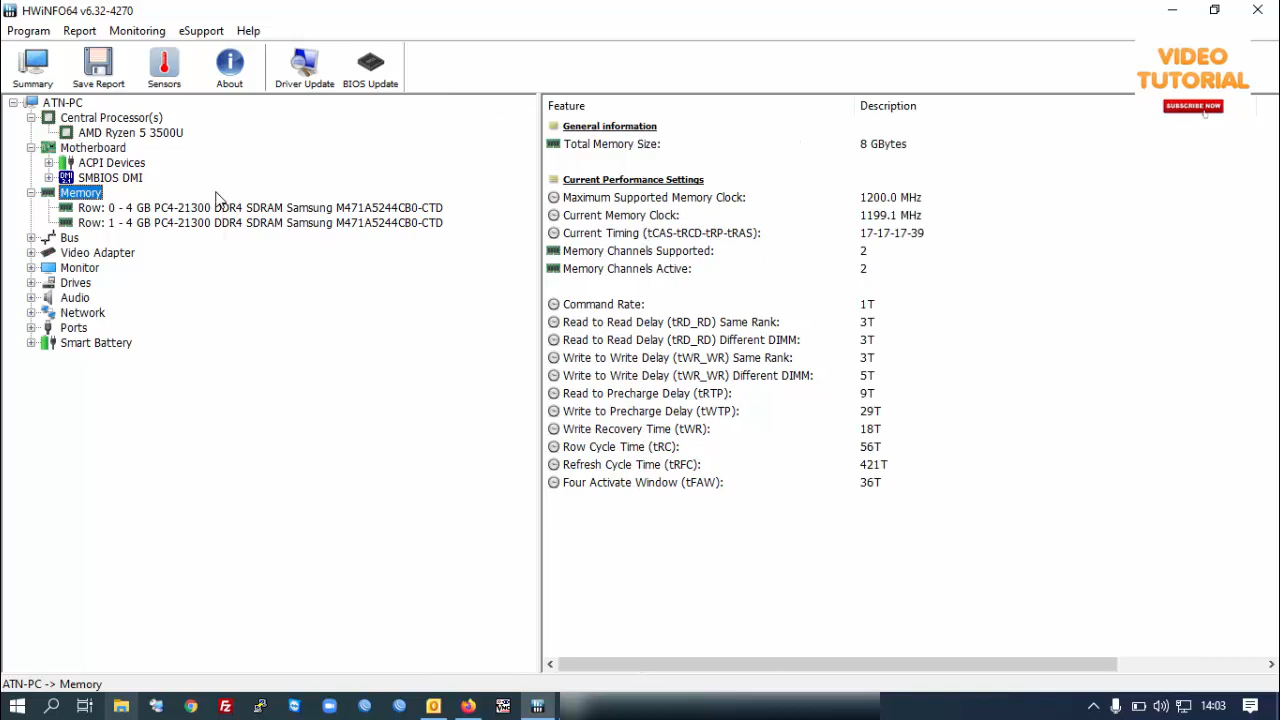 HWiNFO64 v6.32-4270
Program Report Monitoring eSupport Help
Summary Save Report Sensors About Driver Update BIOS Update
VIDEO
TUTORIAL
SUBSCRIBE NOW
ATN-PC
Central Processor(s)
AMD Ryzen 5 3500U
Motherboard
ACPI Devices
DMI SMBIOS DMI
Memory
Row: 0 - 4 GB PC4-21300 DDR4 SDRAM Samsung M471A5244CB0-CTD
Row: 1 - 4 GB PC4-21300 DDR4 SDRAM Samsung M471A5244CB0-CTD
Bus
Video Adapter
Monitor
Drives
Audio
Network
Ports
Smart Battery
Feature Description
General information
Total Memory Size: 8 GBytes
Current Performance Settings
Maximum Supported Memory Clock: 1200.0 MHz
Current Memory Clock: 1199.1 MHz
Current Timing (tCAS-tRCD-tRP-tRAS): 17-17-17-39
Memory Channels Supported: 2
Memory Channels Active: 2
Command Rate: 1T
Read to Read Delay (tRD_RD) Same Rank: 3T
Read to Read Delay (tRD_RD) Different DIMM: 3T
Write to Write Delay (tWR_WR) Same Rank: 3T
Write to Write Delay (tWR_WR) Different DIMM: 5T
Read to Precharge Delay (tRTP): 9T
Write to Precharge Delay (tWTP): 29T
Write Recovery Time (tWR): 18T
Row Cycle Time (tRC): 56T
Refresh Cycle Time (tRFC): 421T
Four Activate Window (tFAW): 36T
ATN-PC -> Memory
14:03